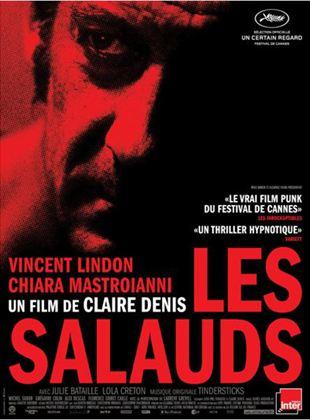 SÉLECTION OFFICIELLE
UN CERTAIN REGARD
FESTIVAL DE CANNES
«LE VRAI FILM PUNK
DU FESTIVAL DE CANNES»
LES INROCKUPTIBLES
«UN THRILLER HYPNOTIQUE»
VARIETY
VINCENT LINDON
CHIARA MASTROIANNI
UN FILM DE CLAIRE DENIS
LES
SALAUDS
AVEC JULIE BATAILLE LOLA CRETON MUSIQUE ORIGINALE TINDERSTICKS
inter